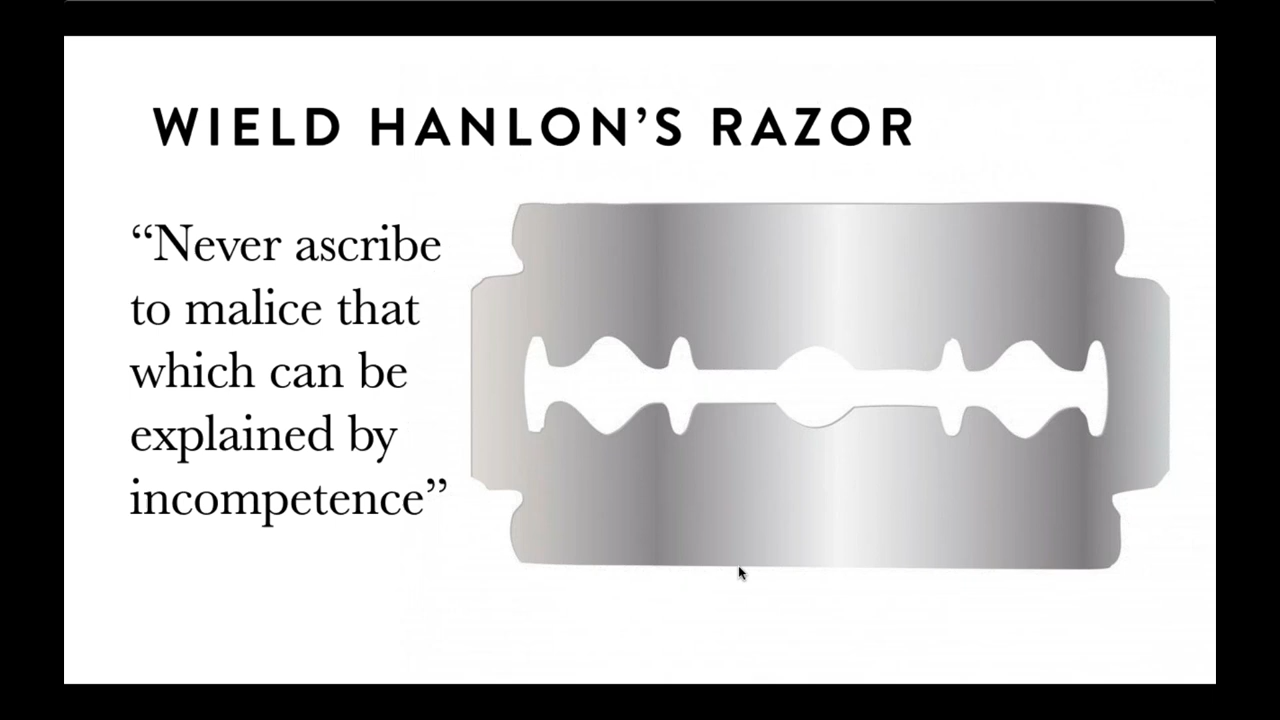 WIELD HANLON’S RAZOR
“Never ascribe
to malice that
which can be
explained by
incompetence”